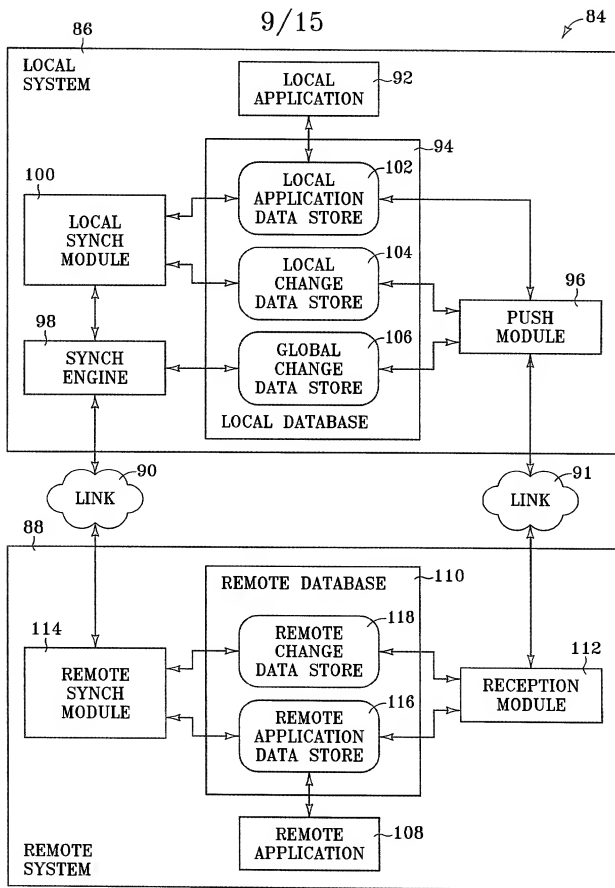 9/15
84
86
LOCAL
SYSTEM
LOCAL
APPLICATION
92
94
100
LOCAL
SYNCH
MODULE
LOCAL
APPLICATION
DATA STORE
102
LOCAL
CHANGE
DATA STORE
104
96
PUSH
MODULE
98
SYNCH
ENGINE
GLOBAL
CHANGE
DATA STORE
106
LOCAL DATABASE
90
LINK
91
LINK
88
REMOTE DATABASE
110
114
REMOTE
SYNCH
MODULE
REMOTE
CHANGE
DATA STORE
118
112
RECEPTION
MODULE
REMOTE
APPLICATION
DATA STORE
116
REMOTE
APPLICATION
108
REMOTE
SYSTEM